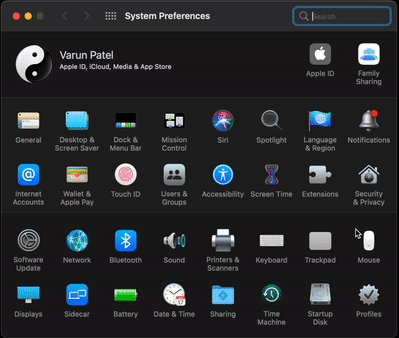 System Preferences
Search
Varun Patel
Apple ID, iCloud, Media & App Store
Apple ID
Family
Sharing
General
Desktop &
Screen Saver
Dock &
Menu Bar
Mission
Control
Siri
Spotlight
Language
& Region
Notifications
Internet
Accounts
Wallet &
Apple Pay
Touch ID
Users &
Groups
Accessibility
Screen Time
Extensions
Security
& Privacy
Software
Update
Network
Bluetooth
Sound
Printers &
Scanners
Keyboard
Trackpad
Mouse
Displays
Sidecar
Battery
Date & Time
Sharing
Time
Machine
Startup
Disk
Profiles